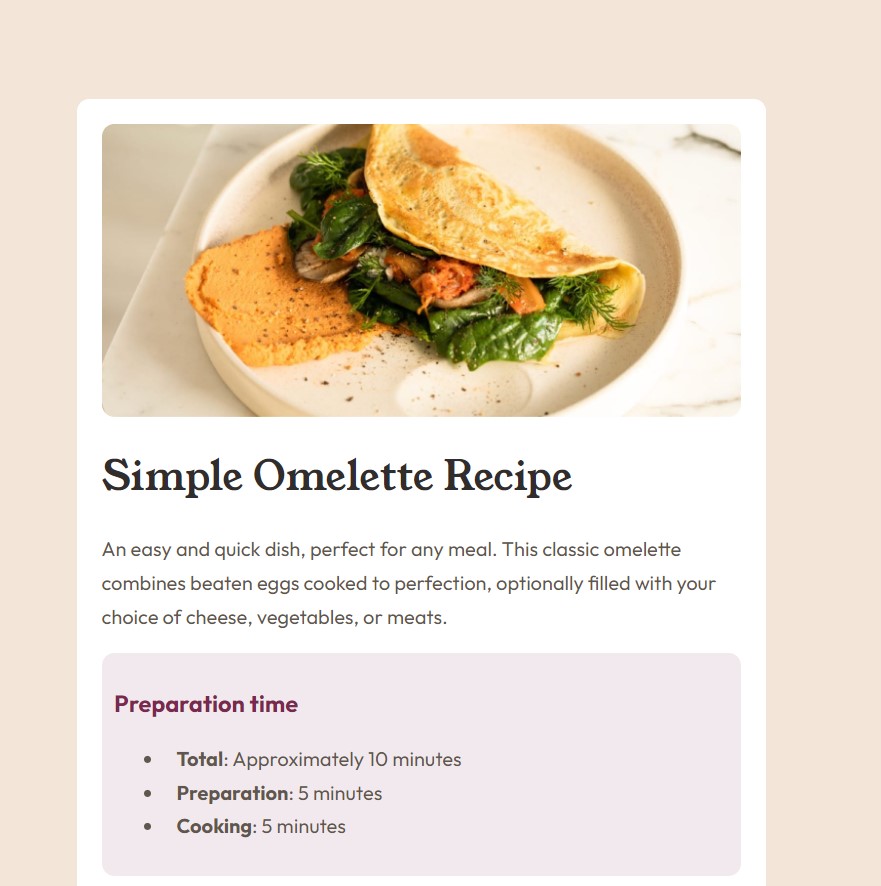 Simple Omelette Recipe
An easy and quick dish, perfect for any meal. This classic omelette
combines beaten eggs cooked to perfection, optionally filled with your
choice of cheese, vegetables, or meats.
Preparation time
Total: Approximately 10 minutes
Preparation: 5 minutes
Cooking: 5 minutes